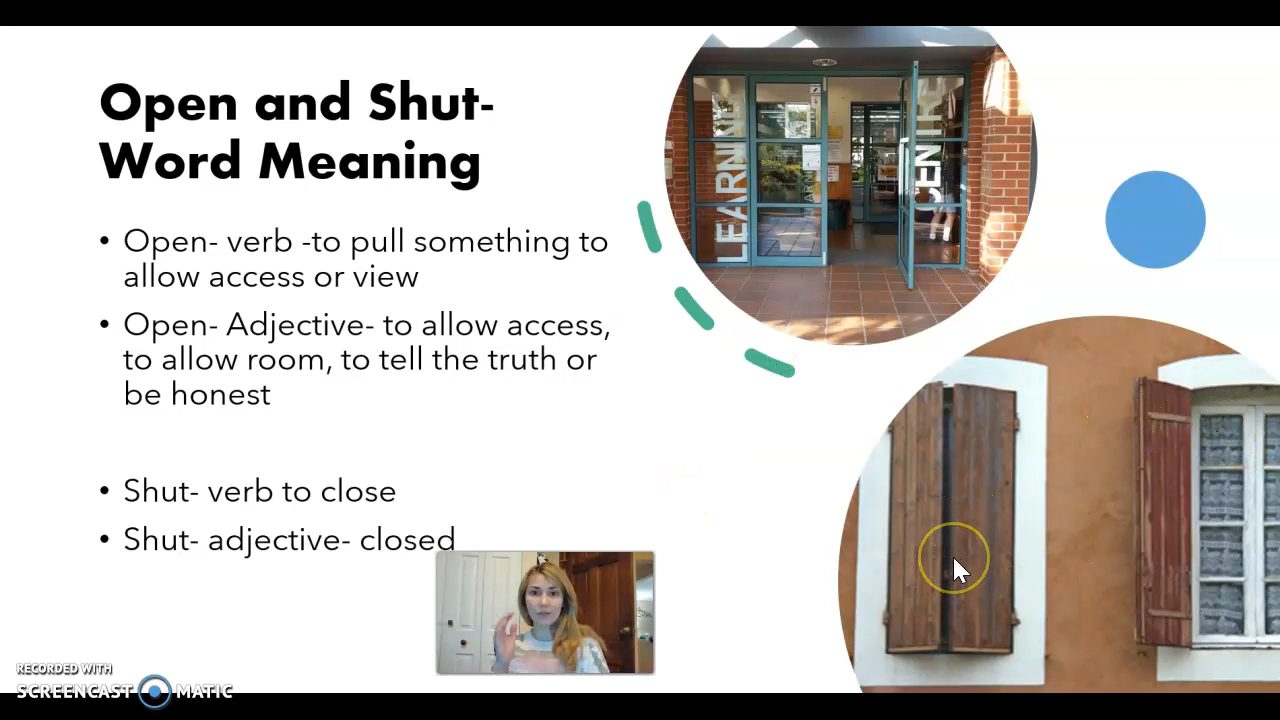 Open and Shut-
Word Meaning
• Open- verb -to pull something to
allow access or view
• Open- Adjective- to allow access,
to allow room, to tell the truth or
be honest
• Shut- verb to close
• Shut- adjective- closed
LEARNING
CENTRE
RECORDED WITH
SCREENCAST MATIC